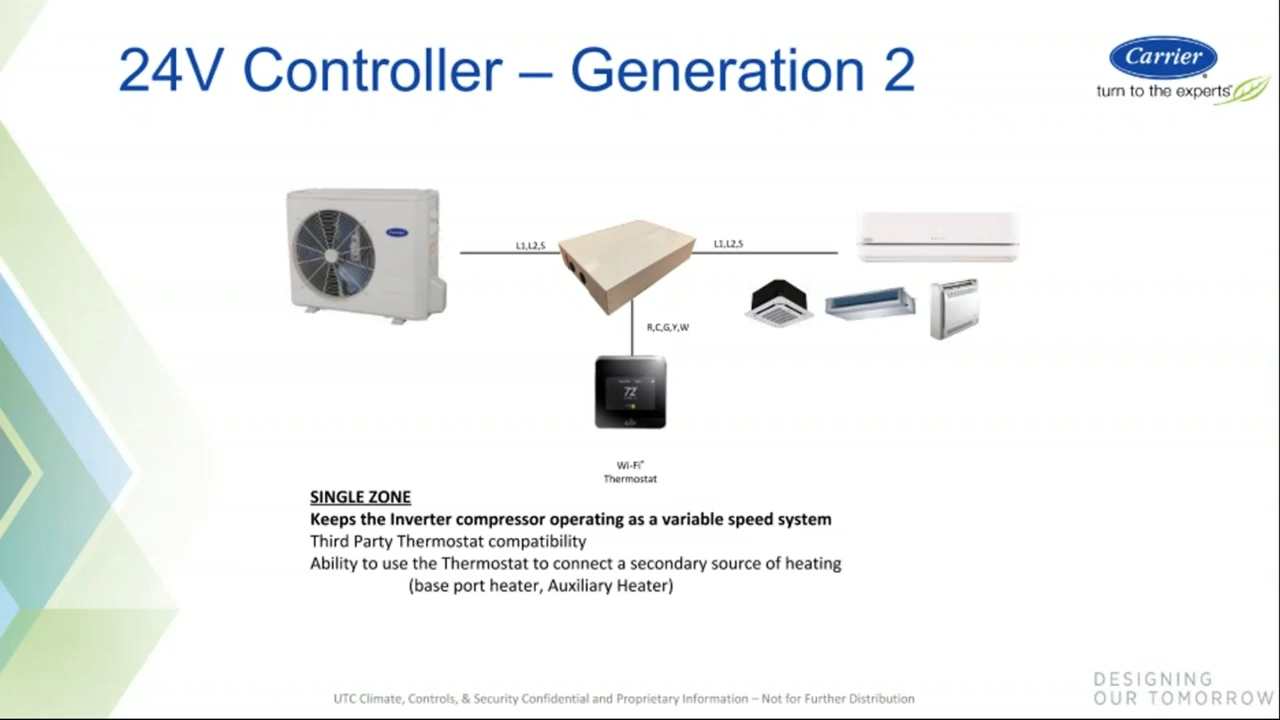 24V Controller – Generation 2
Carrier
turn to the experts
L1,L2,S
L1,L2,S
R,C,G,Y,W
72
Wi-Fi®
Thermostat
SINGLE ZONE
Keeps the Inverter compressor operating as a variable speed system
Third Party Thermostat compatibility
Ability to use the Thermostat to connect a secondary source of heating
(base port heater, Auxiliary Heater)
UTC Climate, Controls, & Security Confidential and Proprietary Information – Not for Further Distribution
DESIGNING
OUR TOMORROW